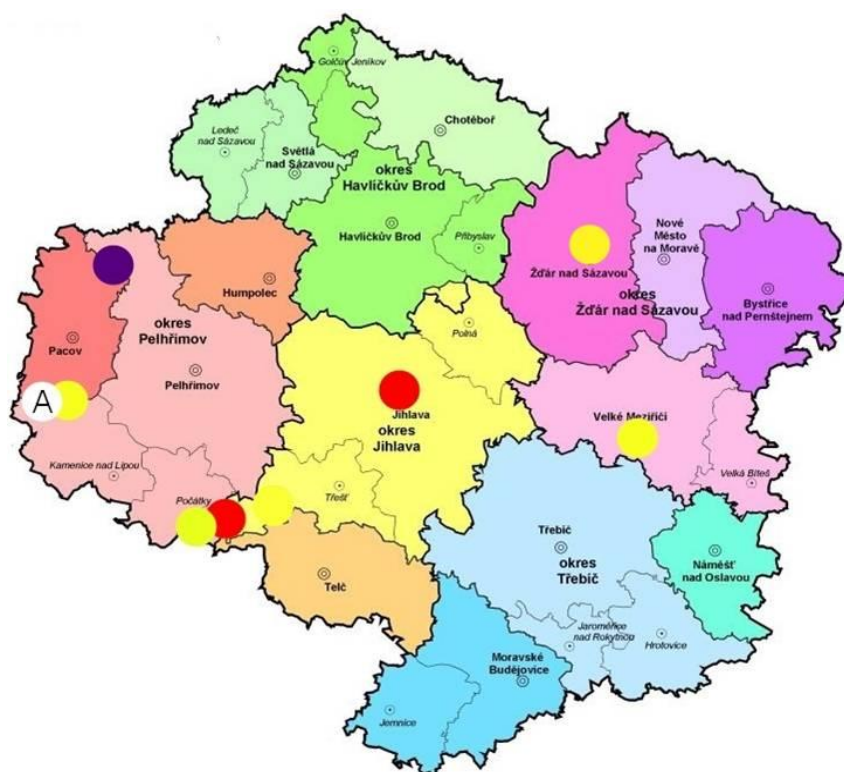 Golčův Jeníkov
Chotěboř
Ledeč
nad Sázavou
Světlá
nad Sázavou
okres
Havlíčkův Brod
Havlíčkův Brod
Přibyslav
Nové
Město
na Moravě
Žďár nad Sázavou
okres
Žďár nad Sázavou
Bystřice
nad Pernštejnem
Humpolec
okres
Pelhřimov
Pacov
Pelhřimov
Polná
A
Jihlava
okres
Jihlava
Velké Meziříčí
Velká Bíteš
Kamenice nad Lipou
Počátky
Třešť
Telč
Třebíč
okres
Třebíč
Náměšť
nad Oslavou
Jaroměřice
nad Rokytnou
Hrotovice
Moravské
Budějovice
Jemnice